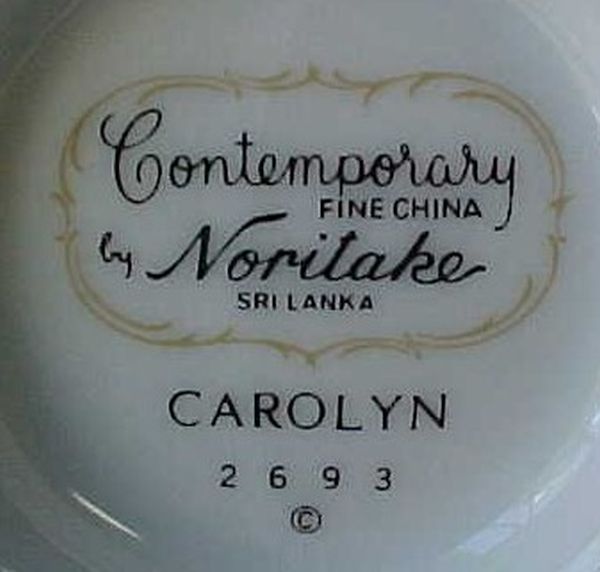 Contemporary
FINE CHINA
by Noritake
SRI LANKA
CAROLYN
2693
©